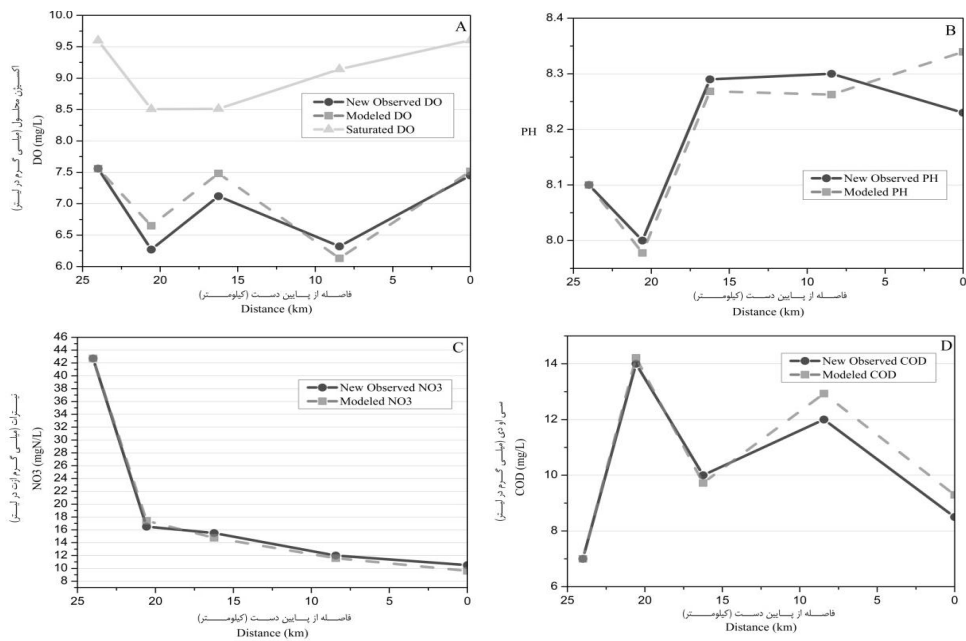 A
10.0
9.5
9.0
8.5
8.0
7.5
7.0
6.5
6.0
اکسیژن محلول (میلی گرم در لیتر)
DO (mg/L)
New Observed DO
Modeled DO
Saturated DO
25 20 15 10 5 0
فاصله از پایین دست (کیلومتر)
Distance (km)
B
8.4
8.3
8.2
8.1
8.0
PH
New Observed PH
Modeled PH
25 20 15 10 5 0
فاصله از پایین دست (کیلومتر)
Distance (km)
C
46
44
42
40
38
36
34
32
30
28
26
24
22
20
18
16
14
12
10
8
نیترات (میلی گرم ازت در لیتر)
NO3 (mgN/L)
New Observed NO3
Modeled NO3
25 20 15 10 5 0
فاصله از پایین دست (کیلومتر)
Distance (km)
D
14
12
10
8
6
سی او دی (میلی گرم در لیتر)
COD (mg/L)
New Observed COD
Modeled COD
25 20 15 10 5 0
فاصله از پایین دست (کیلومتر)
Distance (km)